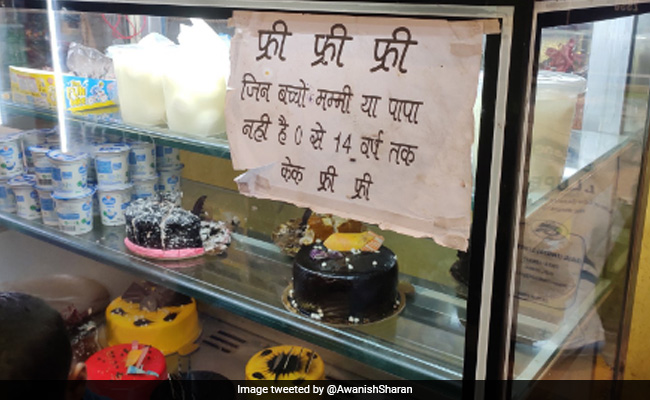 फ्री फ्री फ्री
जिन बच्चो मम्मी या पापा
नही है 0 से 14 वर्ष तक
केक फ्री फ्री
Image tweeted by @AwanishSharan